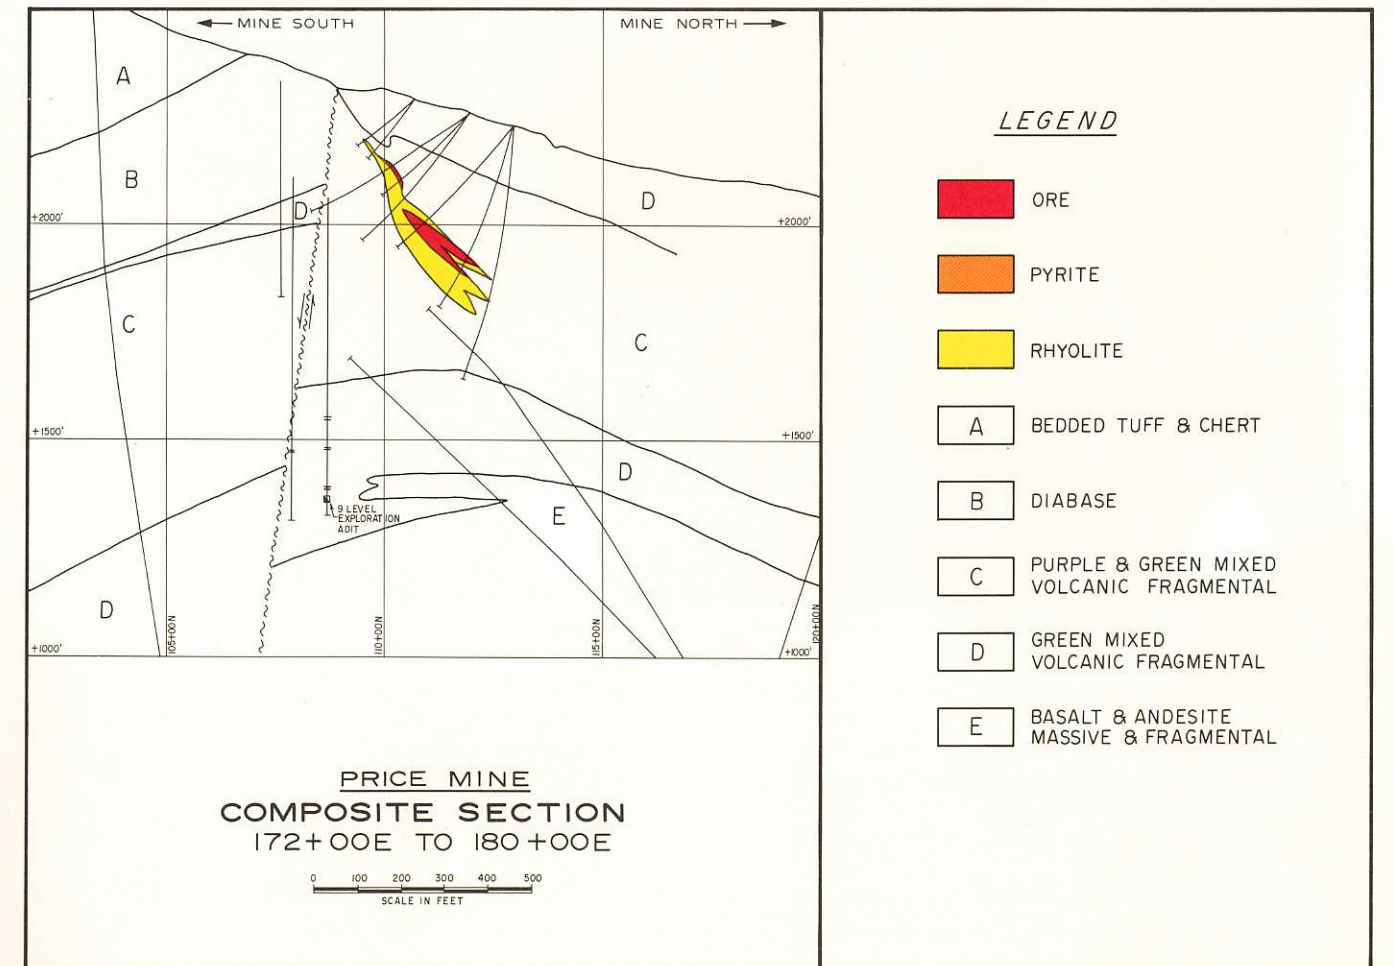 MINE SOUTH
MINE NORTH
A
B
D
D
+2000'
+2000'
C
C
+1500'
+1500'
D
9 LEVEL
EXPLORATION
ADIT
E
D
105+00N
110+00N
115+00N
120+00N
+1000'
+1000'
PRICE MINE
COMPOSITE SECTION
172+00E TO 180+00E
0 100 200 300 400 500
SCALE IN FEET
LEGEND
ORE
PYRITE
RHYOLITE
A BEDDED TUFF & CHERT
B DIABASE
C PURPLE & GREEN MIXED
VOLCANIC FRAGMENTAL
D GREEN MIXED
VOLCANIC FRAGMENTAL
E BASALT & ANDESITE
MASSIVE & FRAGMENTAL